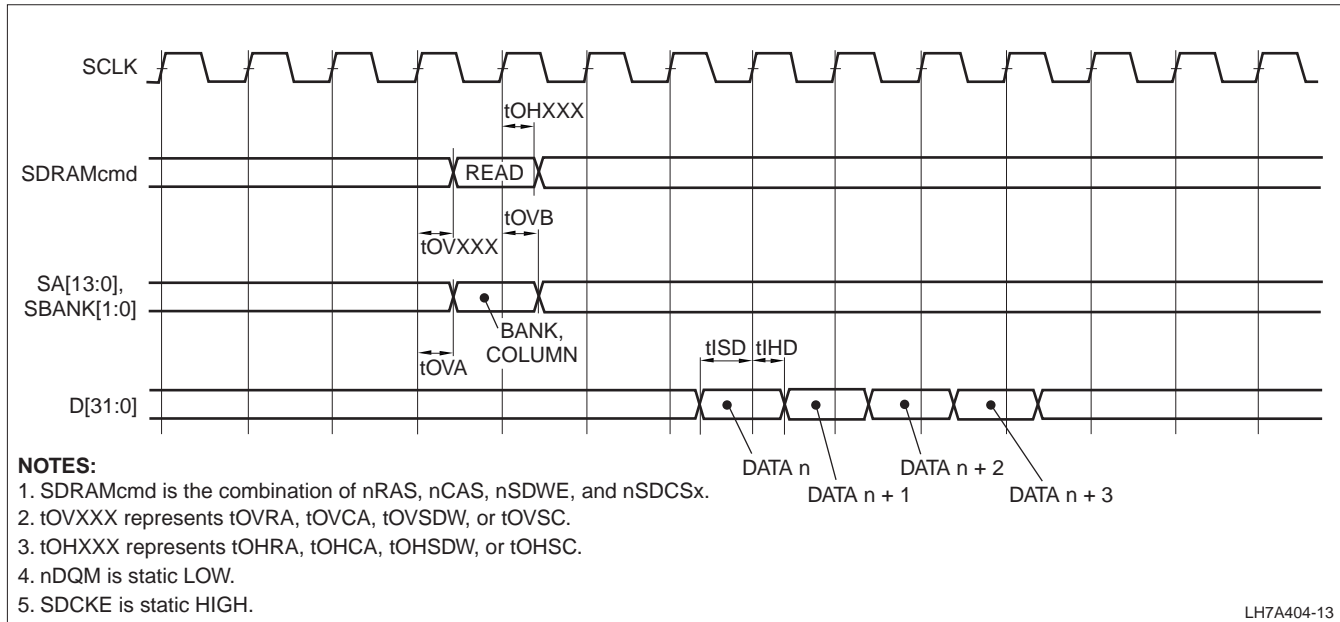 SCLK
tOHXXX
SDRAMcmd
READ
tOVB
tOVXXX
SA[13:0],
SBANK[1:0]
BANK,
COLUMN
tISD
tIHD
tOVA
D[31:0]
DATA n
DATA n + 2
DATA n + 1
DATA n + 3
NOTES:
1. SDRAMcmd is the combination of nRAS, nCAS, nSDWE, and nSDCSx.
2. tOVXXX represents tOVRA, tOVCA, tOVSDW, or tOVSC.
3. tOHXXX represents tOHRA, tOHCA, tOHSDW, or tOHSC.
4. nDQM is static LOW.
5. SDCKE is static HIGH.
LH7A404-13